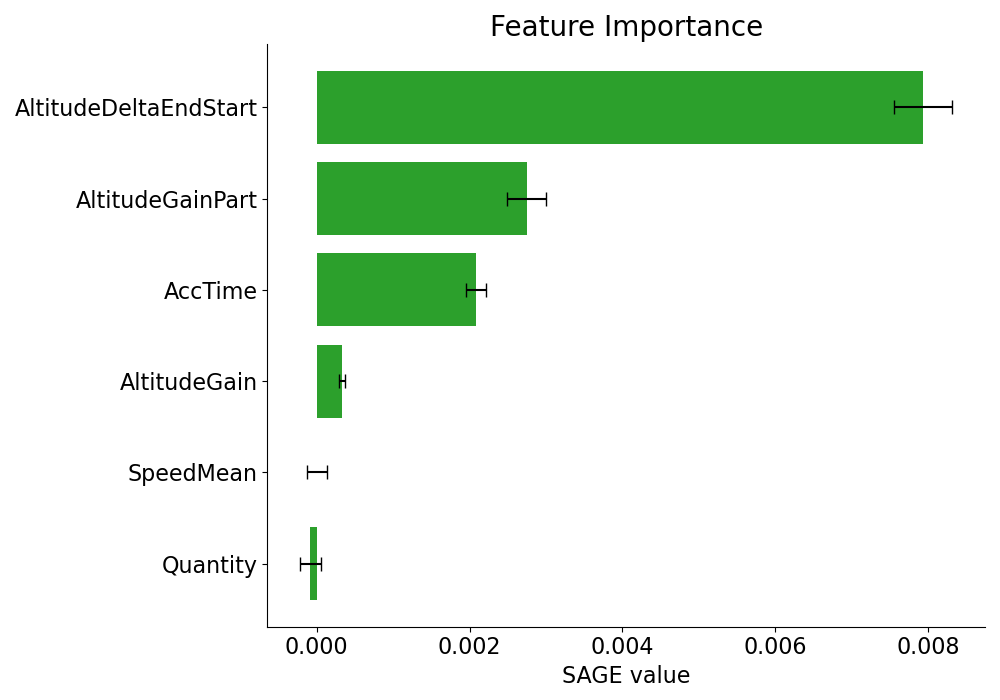 Feature Importance
AltitudeDeltaEndStart
AltitudeGainPart
AccTime
AltitudeGain
SpeedMean
Quantity
0.000 0.002 0.004 0.006 0.008
SAGE value